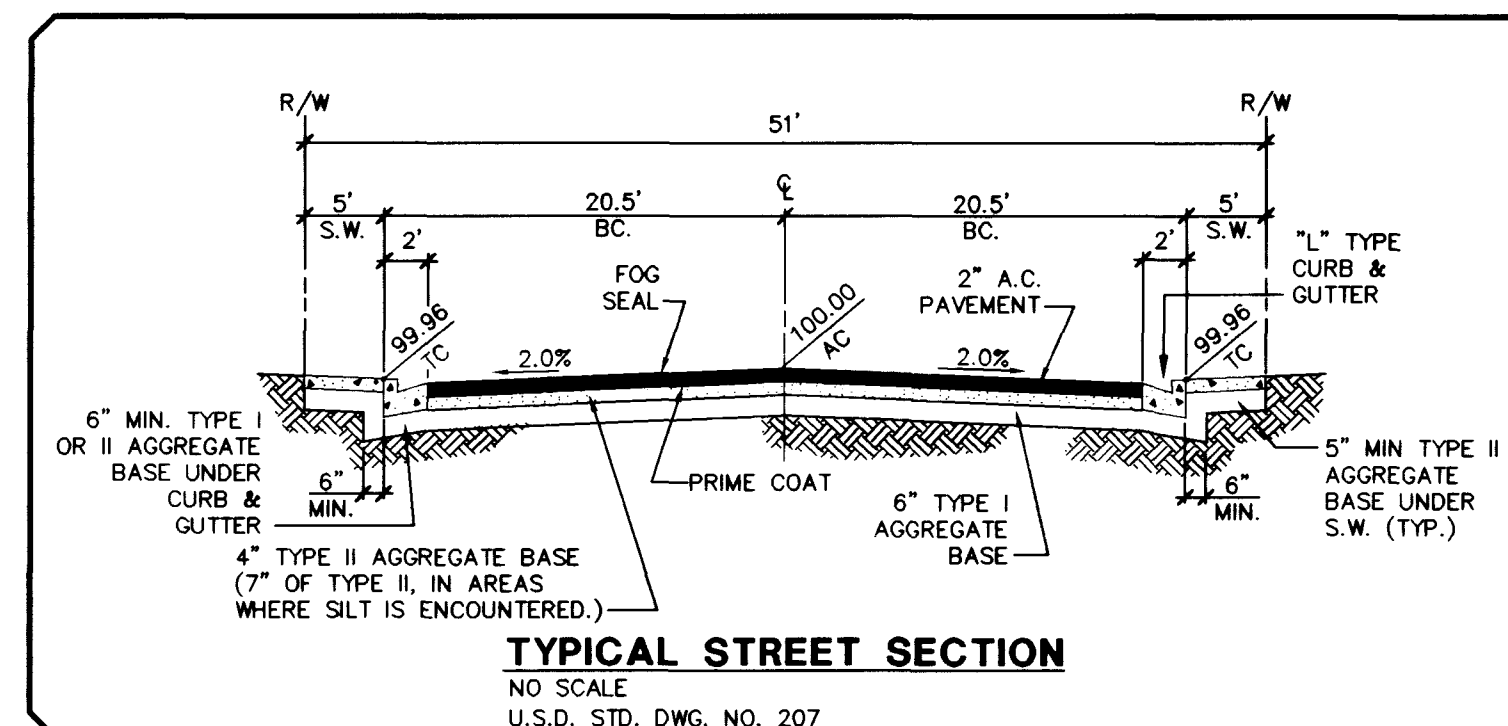 R/W
R/W
51'
℄
5'
S.W.
20.5'
BC.
20.5'
BC.
5'
S.W.
2'
2'
"L" TYPE
CURB &
GUTTER
FOG
SEAL
2" A.C.
PAVEMENT
99.96
TC
100.00
AC
99.96
TC
2.0%
2.0%
6" MIN. TYPE I
OR II AGGREGATE
BASE UNDER
CURB &
GUTTER
6"
MIN.
PRIME COAT
6" TYPE I
AGGREGATE
BASE
6"
MIN.
5" MIN TYPE II
AGGREGATE
BASE UNDER
S.W. (TYP.)
4" TYPE II AGGREGATE BASE
(7" OF TYPE II, IN AREAS
WHERE SILT IS ENCOUNTERED.)
TYPICAL STREET SECTION
NO SCALE
U.S.D. STD. DWG. NO. 207